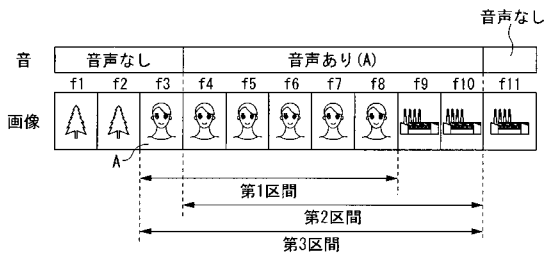 音声なし
音 音声なし 音声あり(A)
f1 f2 f3 f4 f5 f6 f7 f8 f9 f10 f11
画像
A
第1区間
第2区間
第3区間